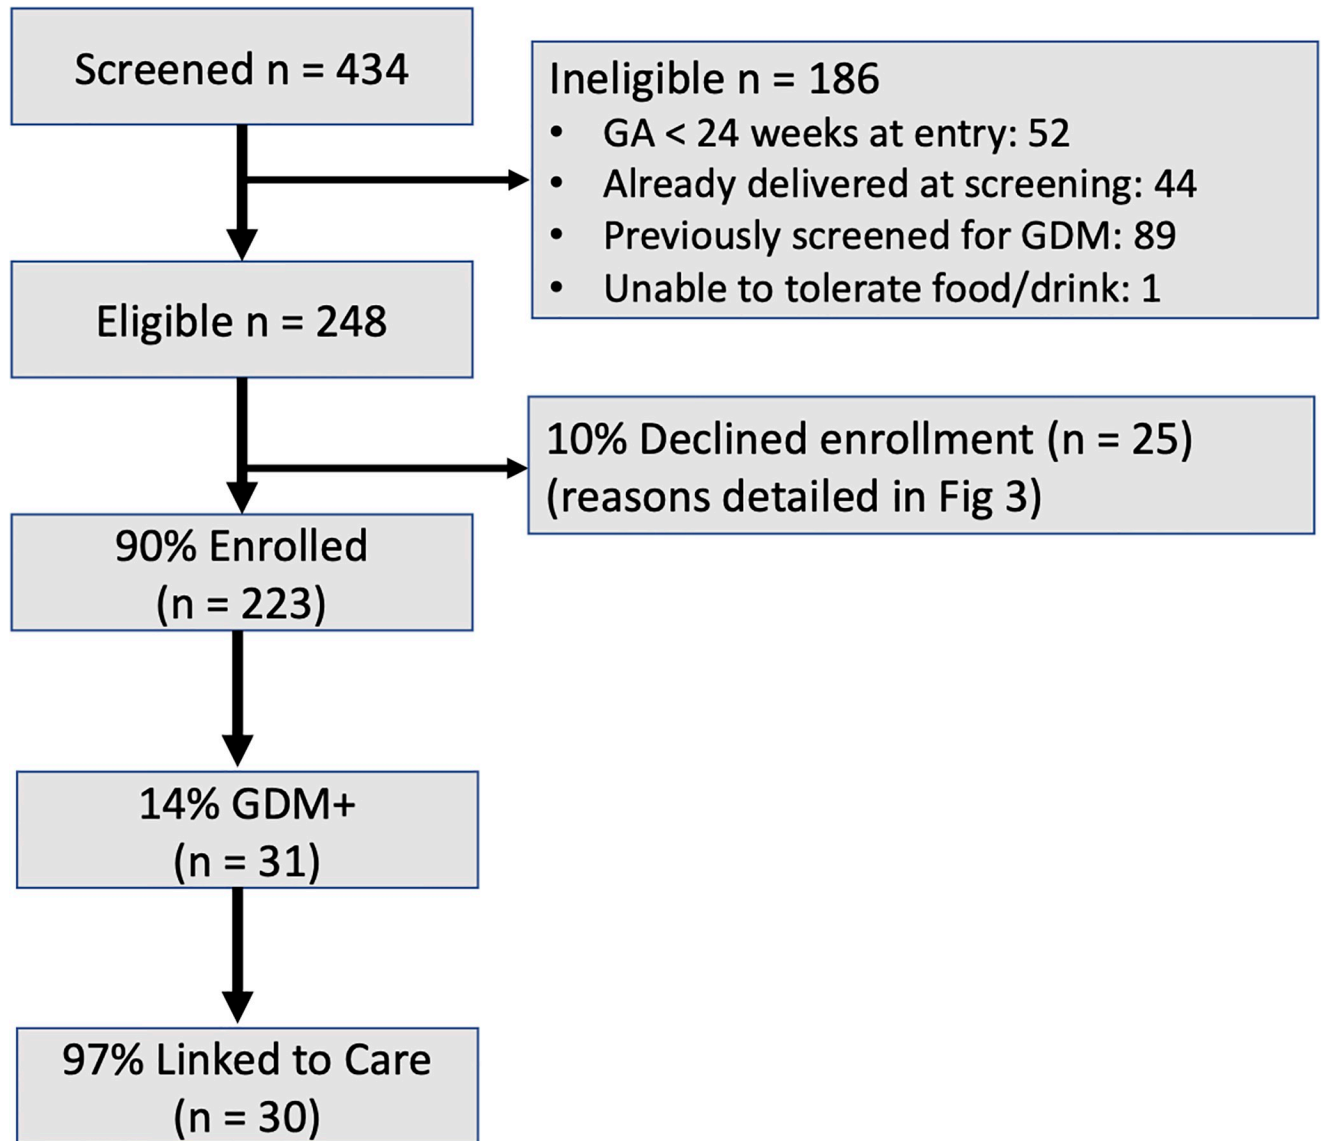 Screened n = 434
Ineligible n = 186
• GA < 24 weeks at entry: 52
• Already delivered at screening: 44
• Previously screened for GDM: 89
• Unable to tolerate food/drink: 1
Eligible n = 248
10% Declined enrollment (n = 25)
(reasons detailed in Fig 3)
90% Enrolled
(n = 223)
14% GDM+
(n = 31)
97% Linked to Care
(n = 30)